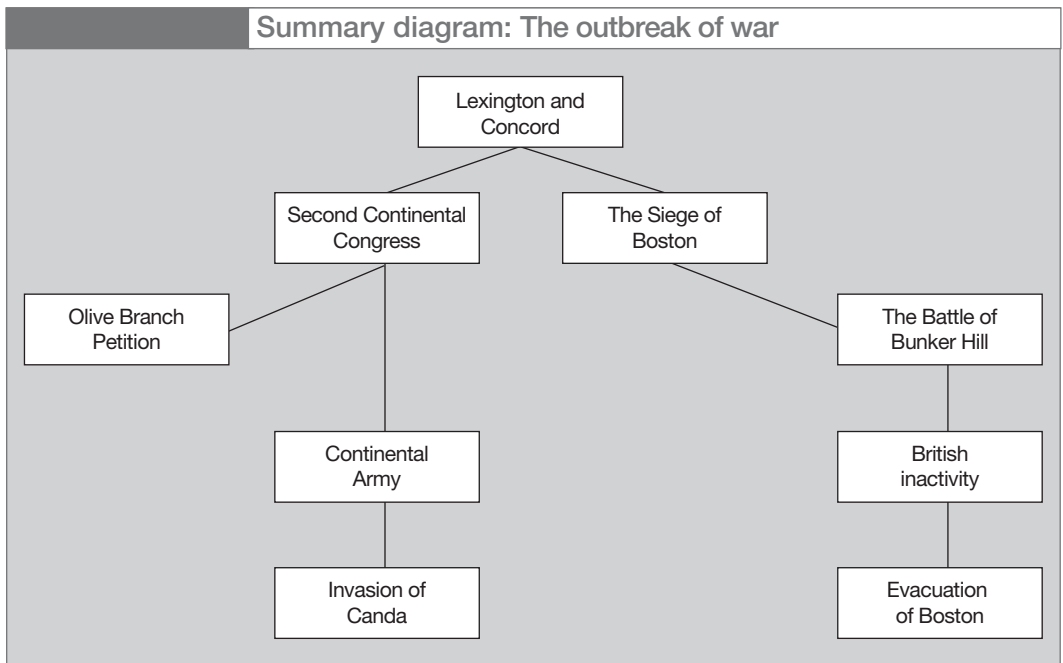 Summary diagram: The outbreak of war
Lexington and
Concord
Second Continental
Congress
The Siege of
Boston
Olive Branch
Petition
The Battle of
Bunker Hill
Continental
Army
British
inactivity
Invasion of
Canda
Evacuation
of Boston